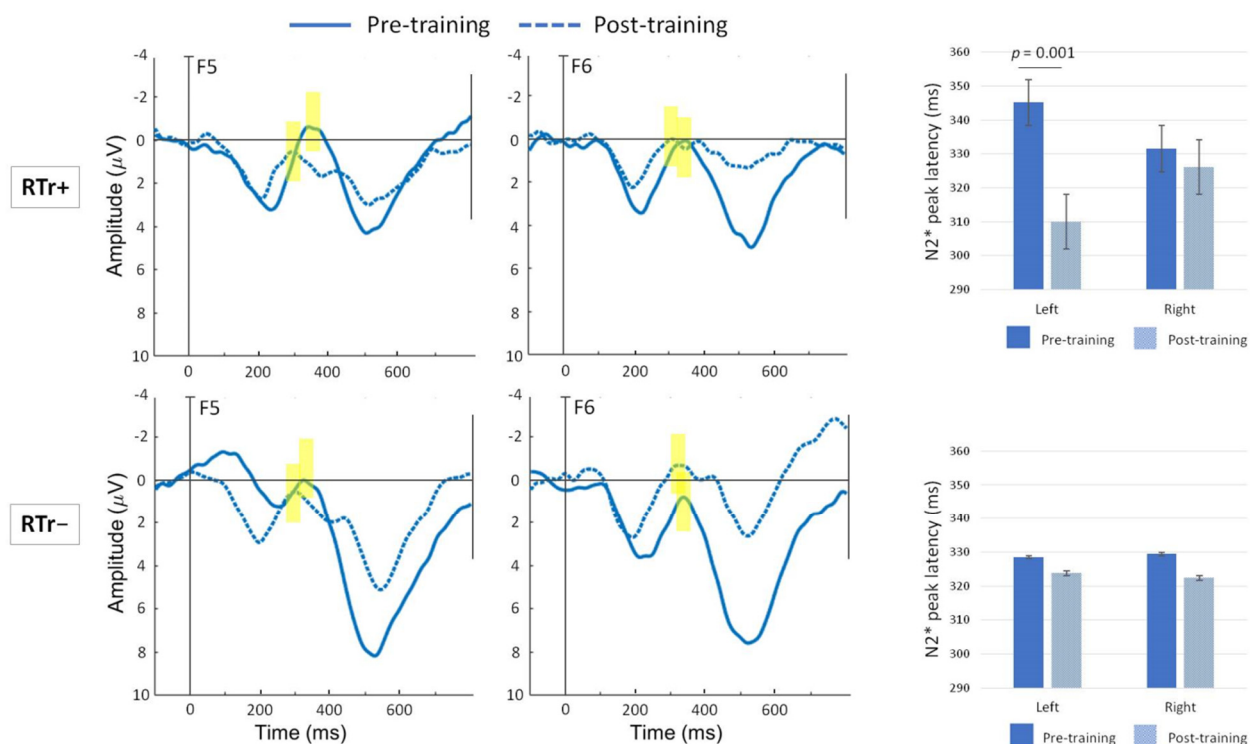 Pre-training Post-training
RTr+
F5
Amplitude (μV)
-4
-2
0
2
4
6
8
10
0 200 400 600
F6
-4
-2
0
2
4
6
8
10
0 200 400 600
N2* peak latency (ms)
360
350
340
330
320
310
300
290
p = 0.001
Left Right
Pre-training Post-training
RTr−
F5
Amplitude (μV)
-4
-2
0
2
4
6
8
10
0 200 400 600
Time (ms)
F6
-4
-2
0
2
4
6
8
10
0 200 400 600
Time (ms)
N2* peak latency (ms)
360
350
340
330
320
310
300
290
Left Right
Pre-training Post-training